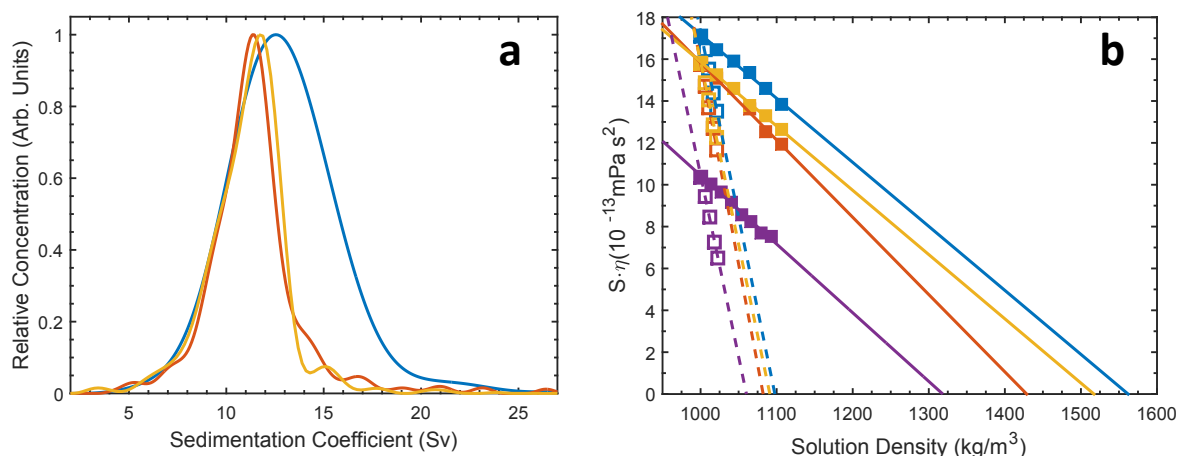 a
Relative Concentration (Arb. Units)
1
0.8
0.6
0.4
0.2
0
5 10 15 20 25
Sedimentation Coefficient (Sv)
b
S·η(10⁻¹³mPa s²)
18
16
14
12
10
8
6
4
2
0
1000 1100 1200 1300 1400 1500 1600
Solution Density (kg/m³)